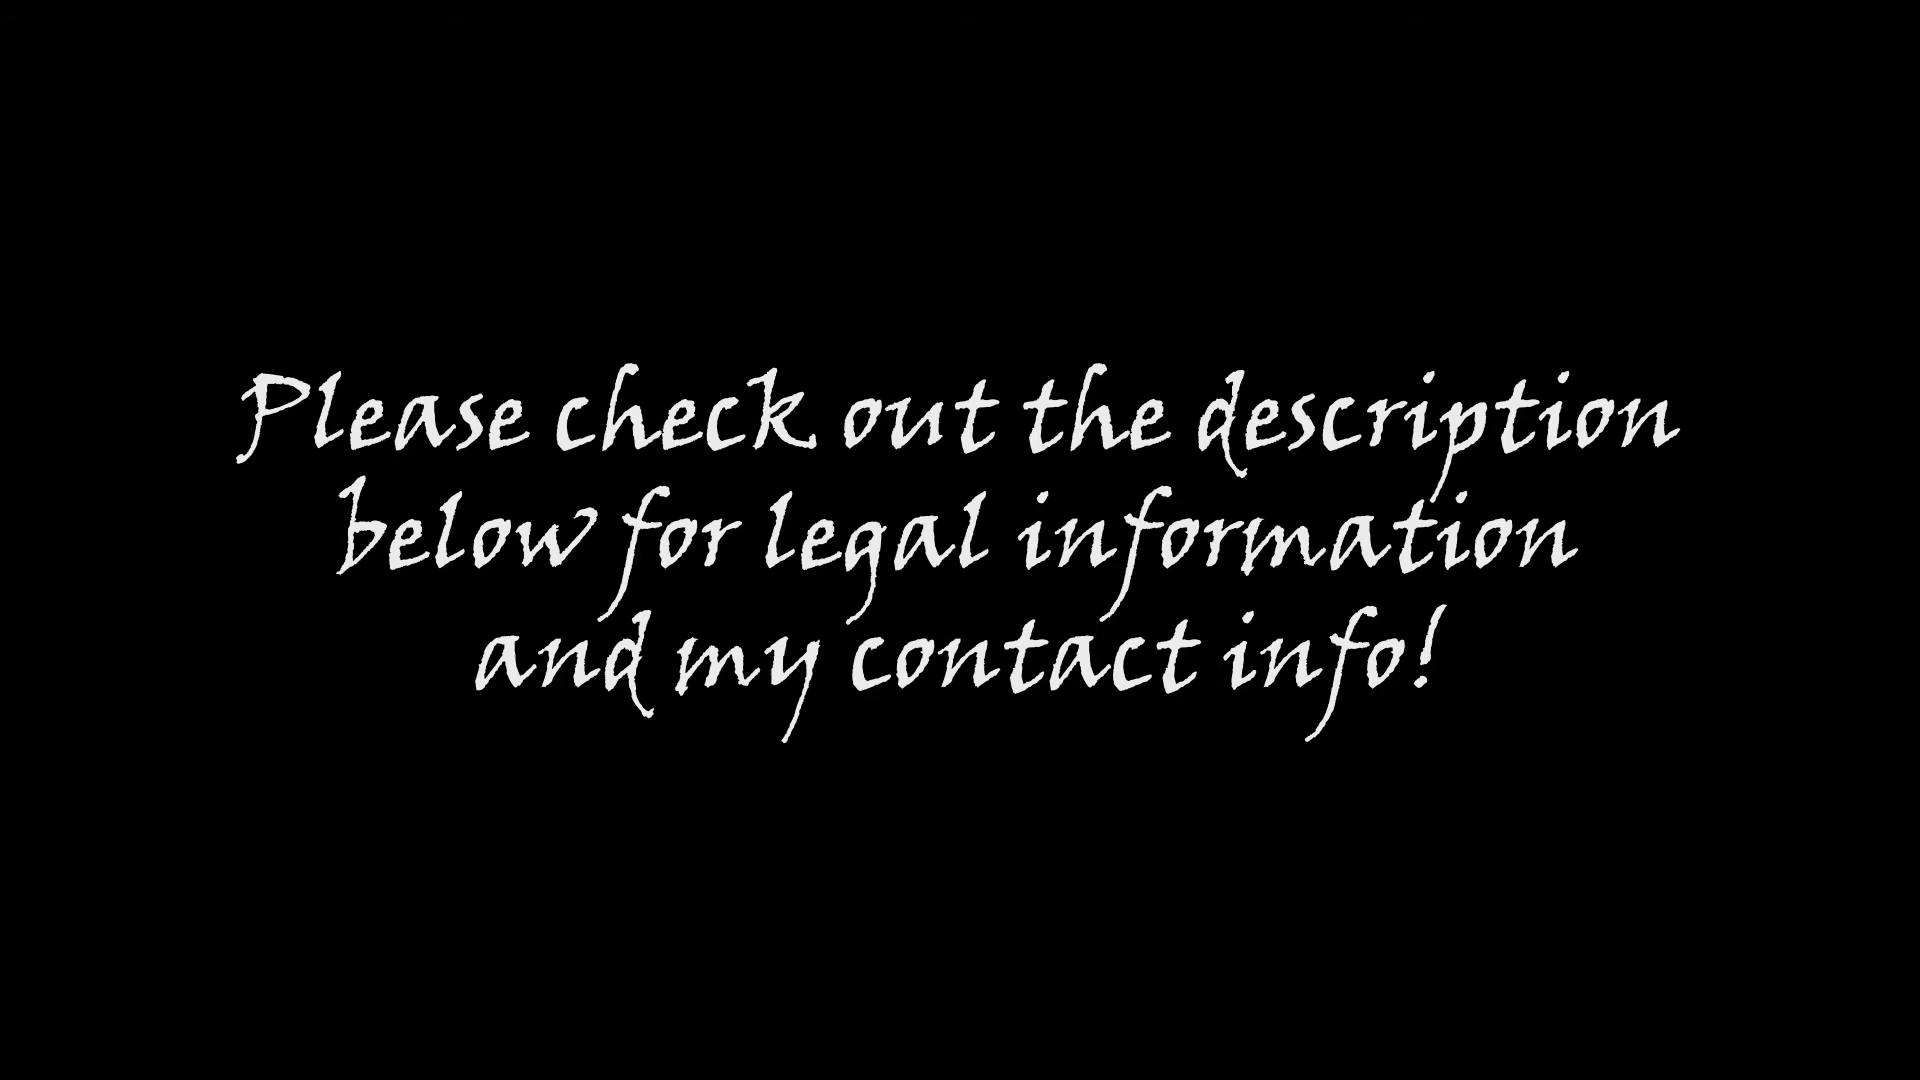 Please check out the description
below for legal information
and my contact info!